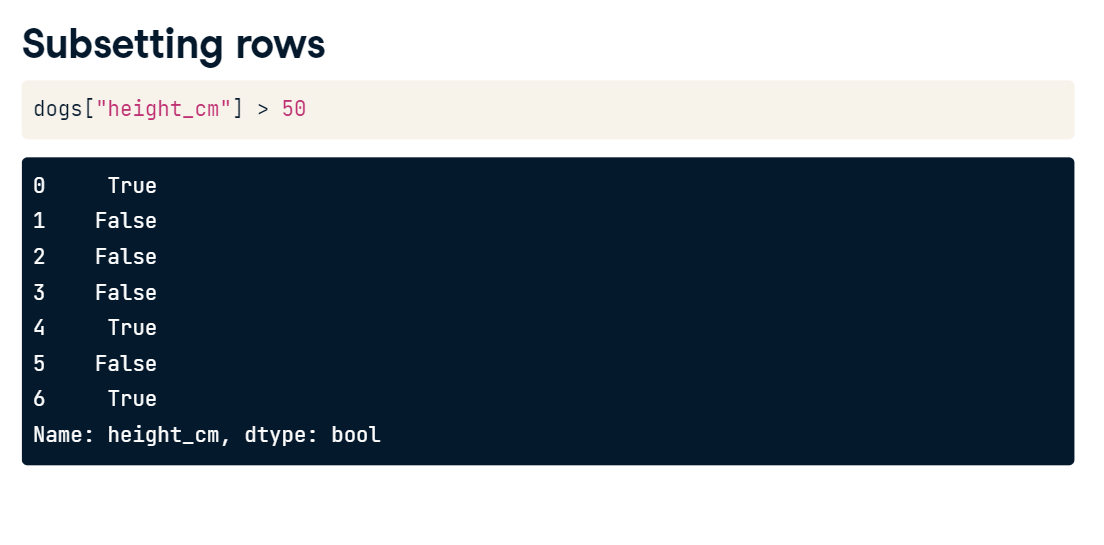 Subsetting rows
dogs["height_cm"] > 50
0     True
1    False
2    False
3    False
4     True
5    False
6     True
Name: height_cm, dtype: bool